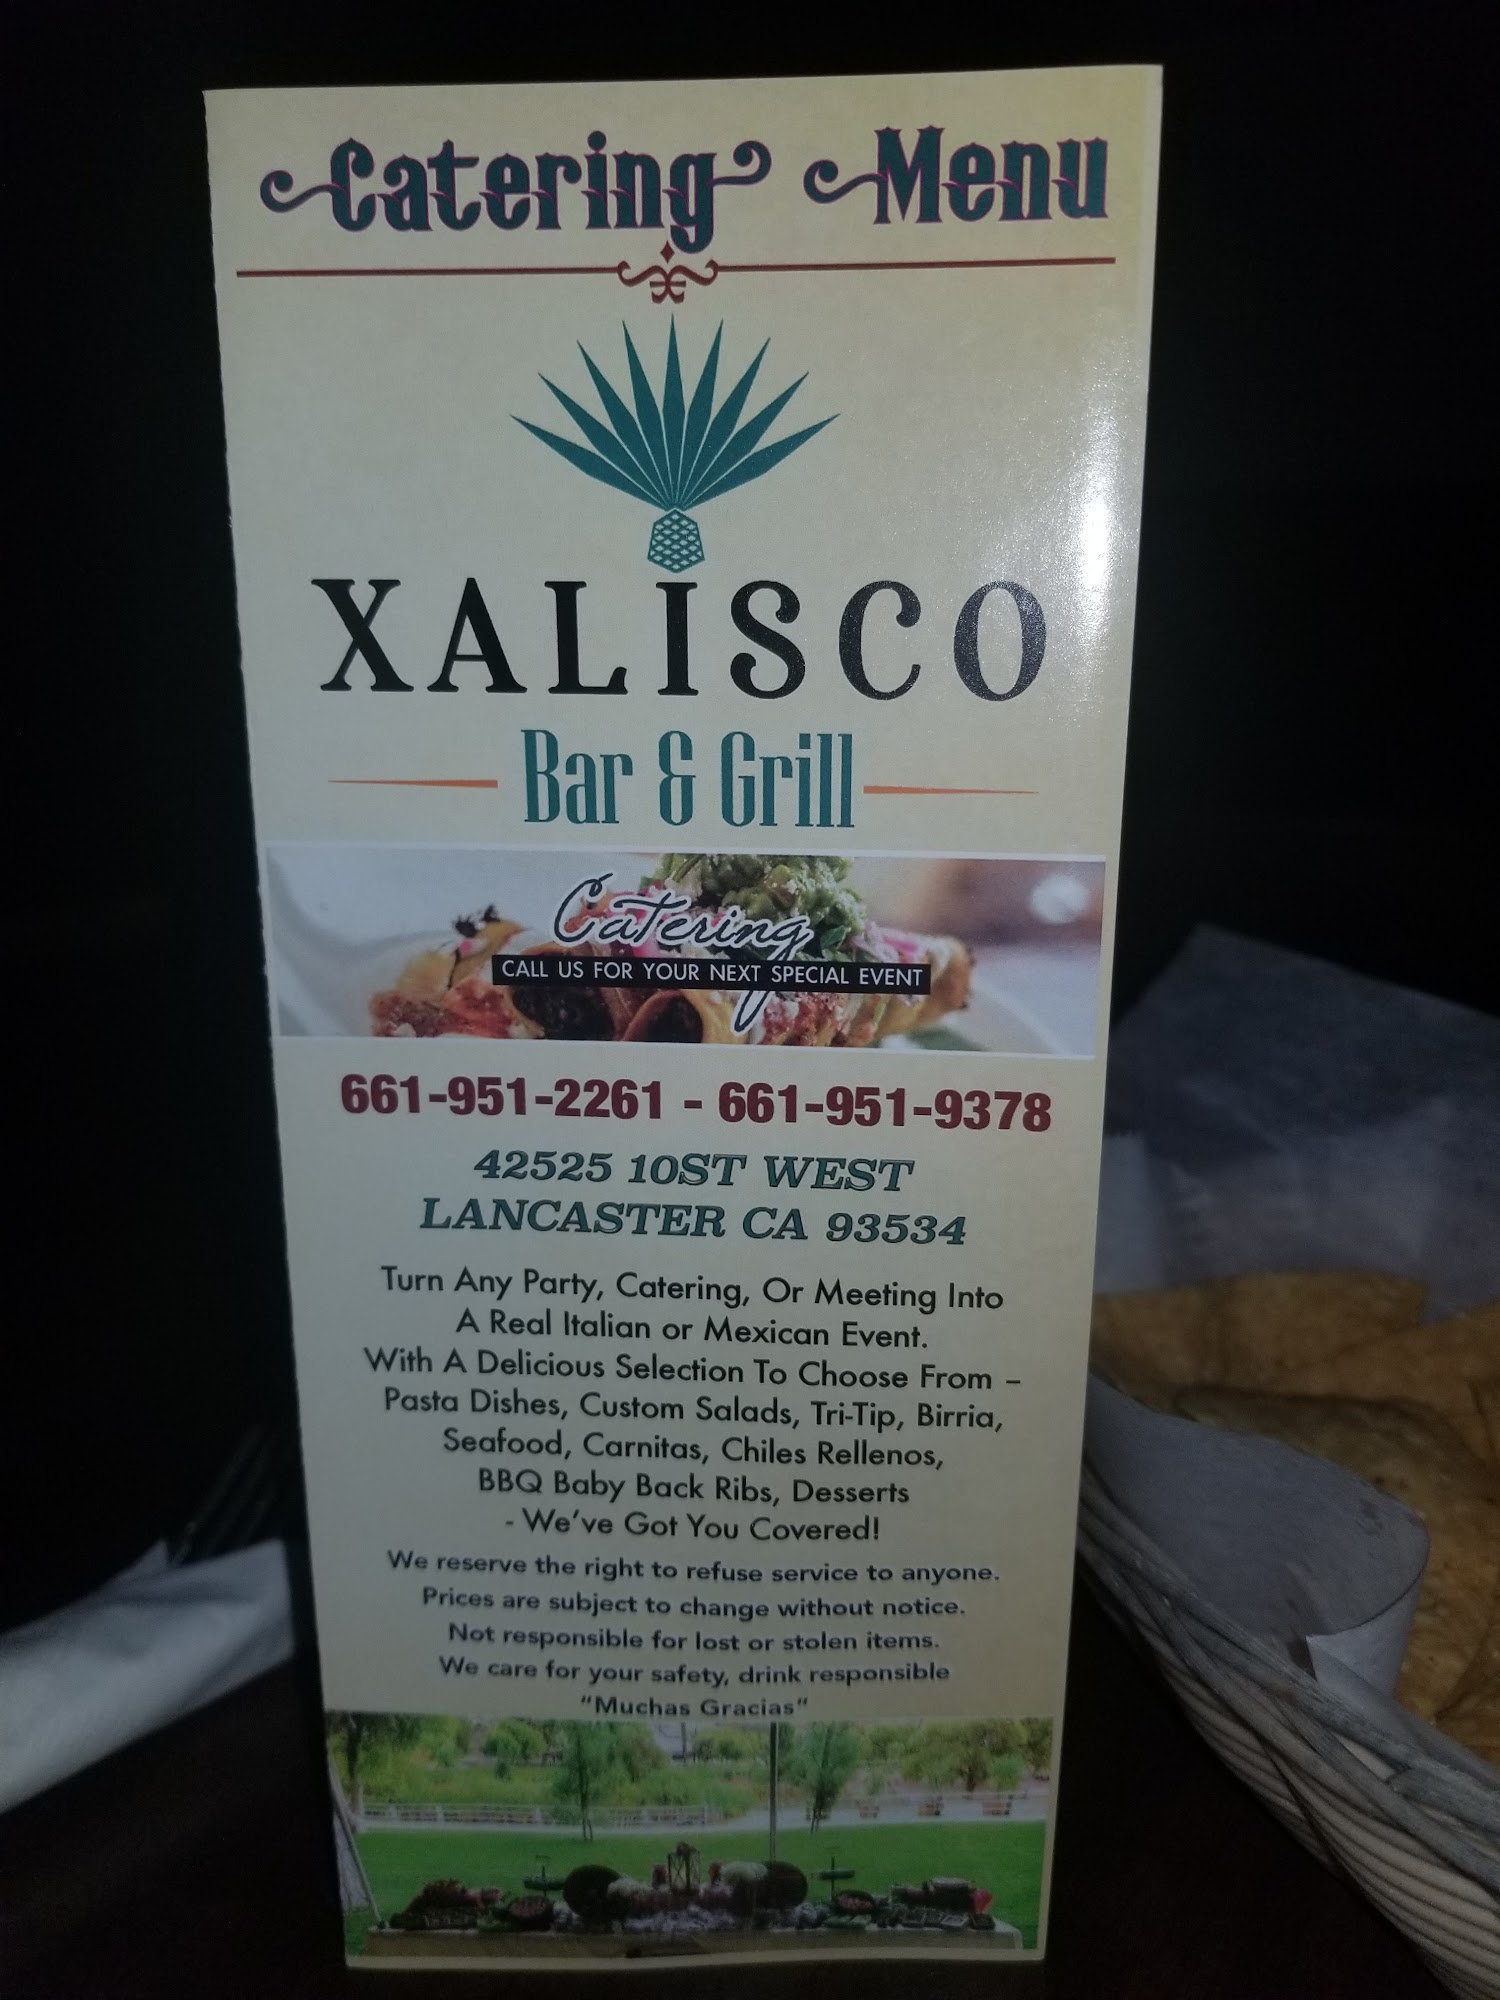 Catering Menu
XALISCO
Bar & Grill
Catering
CALL US FOR YOUR NEXT SPECIAL EVENT
661-951-2261 - 661-951-9378
42525 10ST WEST
LANCASTER CA 93534
Turn Any Party, Catering, Or Meeting Into
A Real Italian or Mexican Event.
With A Delicious Selection To Choose From –
Pasta Dishes, Custom Salads, Tri-Tip, Birria,
Seafood, Carnitas, Chiles Rellenos,
BBQ Baby Back Ribs, Desserts
- We've Got You Covered!
We reserve the right to refuse service to anyone.
Prices are subject to change without notice.
Not responsible for lost or stolen items.
We care for your safety, drink responsible
"Muchas Gracias"